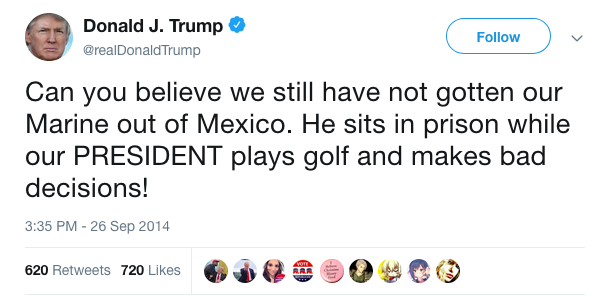 Donald J. Trump
@realDonaldTrump
Follow
Can you believe we still have not gotten our
Marine out of Mexico. He sits in prison while
our PRESIDENT plays golf and makes bad
decisions!
3:35 PM - 26 Sep 2014
620 Retweets 720 Likes
VOTE